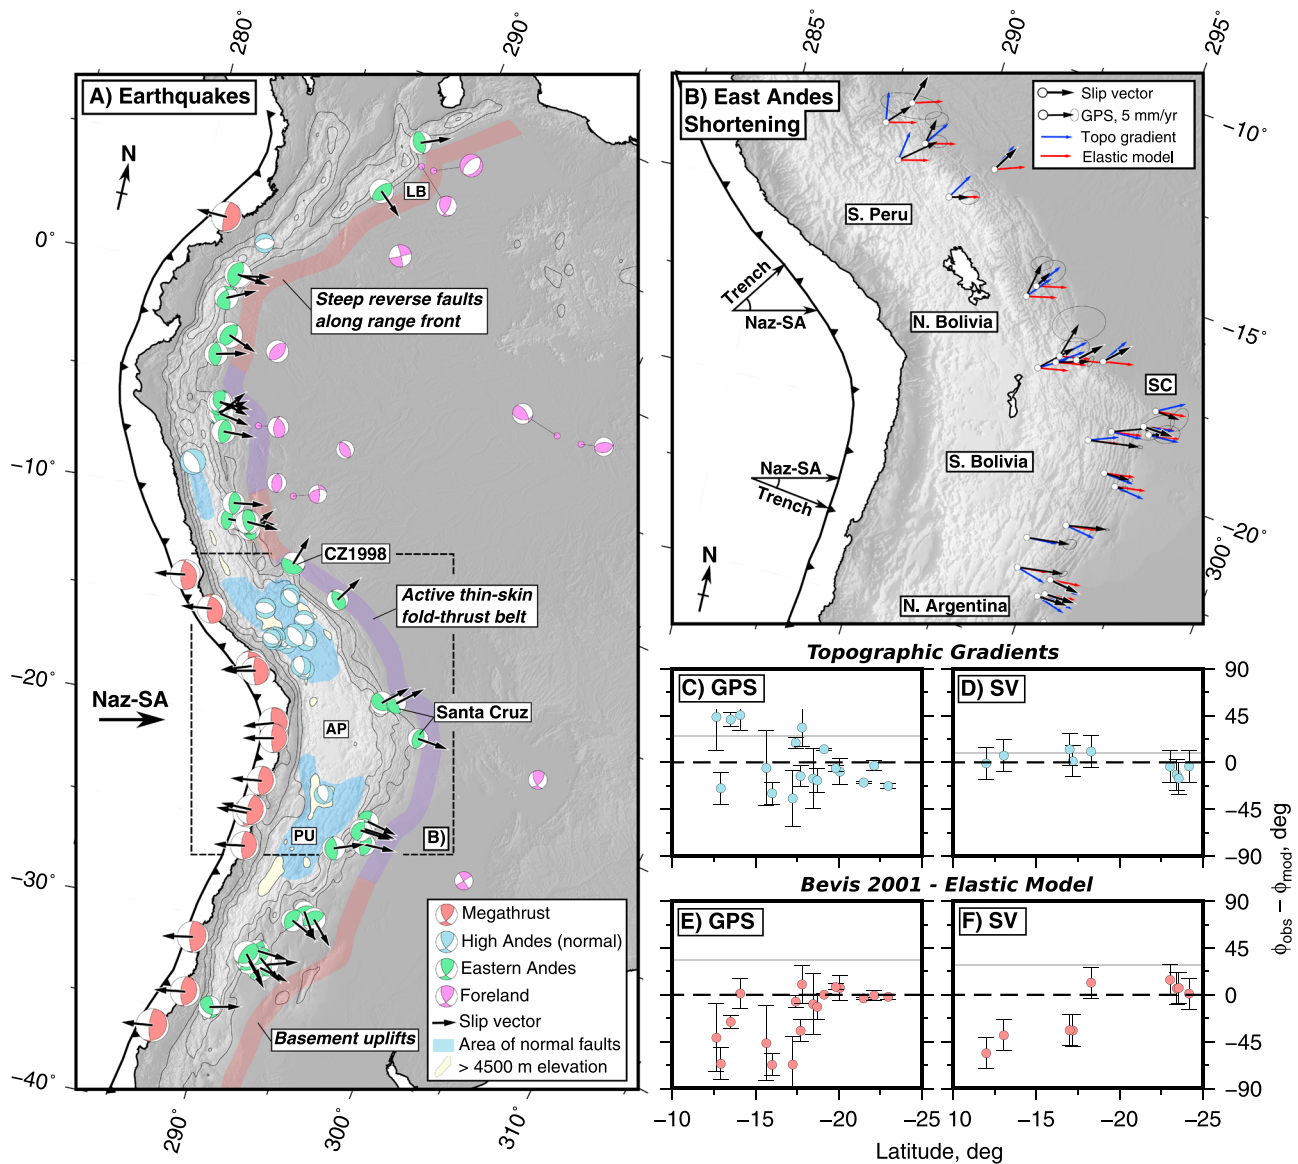 280°
290°
285°
290°
295°
A) Earthquakes
N
LB
0°
Steep reverse faults
along range front
−10°
CZ1998
Active thin-skin
fold-thrust belt
−20°
Naz-SA
Santa Cruz
AP
PU
B)
−30°
Megathrust
High Andes (normal)
Eastern Andes
Foreland
Slip vector
Area of normal faults
> 4500 m elevation
Basement uplifts
−40°
290°
300°
310°
B) East Andes
Shortening
Slip vector
GPS, 5 mm/yr
Topo gradient
Elastic model
−10°
S. Peru
Trench
Naz-SA
N. Bolivia
−15°
SC
Naz-SA
Trench
S. Bolivia
−20°
300°
N
N. Argentina
Topographic Gradients
C) GPS
D) SV
90
45
0
−45
−90
Bevis 2001 - Elastic Model
E) GPS
F) SV
90
45
0
−45
−90
ϕobs − ϕmod, deg
−10
−15
−20
−25
10
−15
−20
−25
Latitude, deg